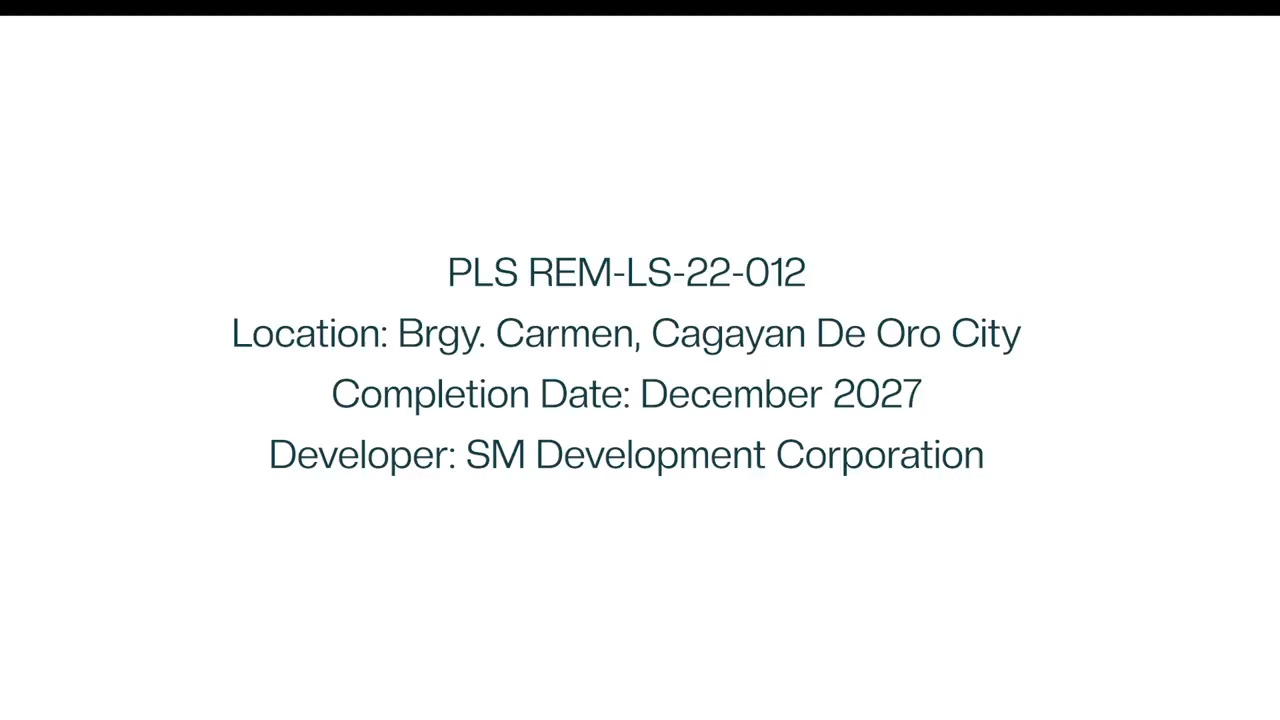 PLS REM-LS-22-012
Location: Brgy. Carmen, Cagayan De Oro City
Completion Date: December 2027
Developer: SM Development Corporation